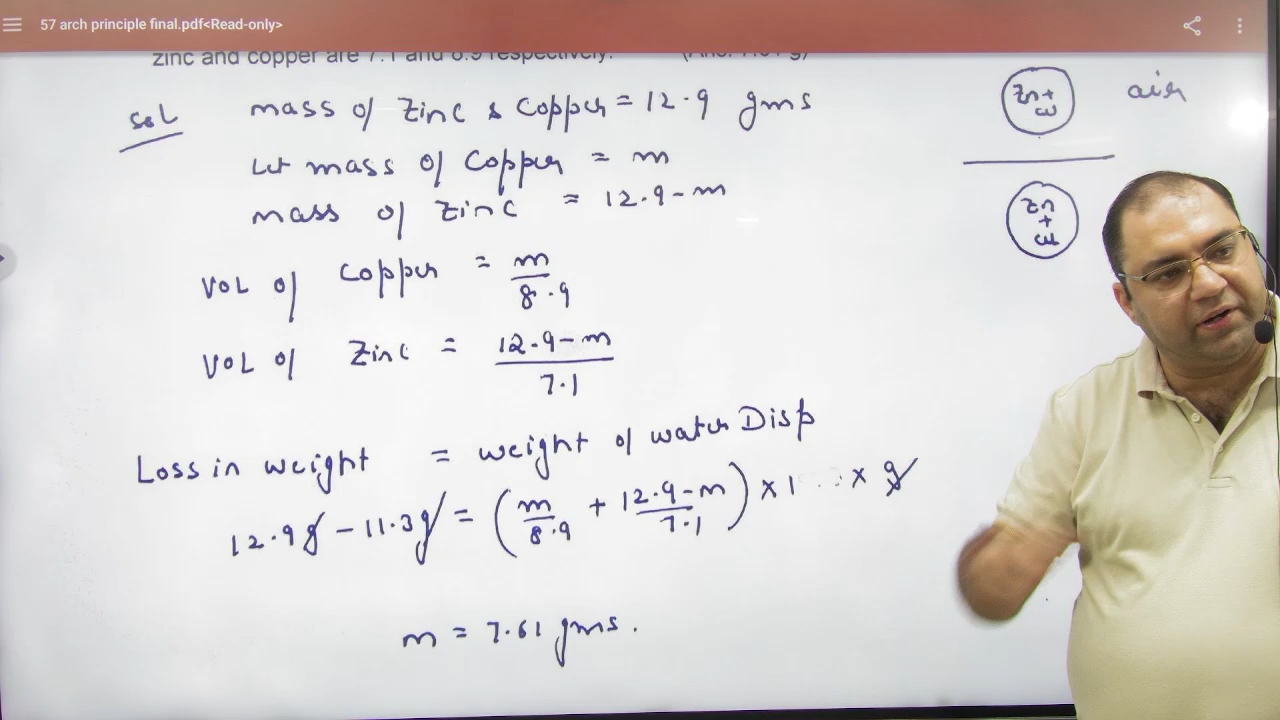 57 arch principle final.pdf<Read-only>
zinc and copper are 7.1 and 8.9 respectively.
Sol mass of Zinc & Copper = 12.9 gms
Let mass of Copper = m
mass of Zinc = 12.9 - m
Vol of Copper = m/8.9
Vol of Zinc = 12.9 - m/7.1
Loss in weight = weight of water Disp
12.9g - 11.3g = (m/8.9 + 12.9 - m/7.1) × 1 × g
m = 7.61 gms.
Zn + cu
air
Zn + cu